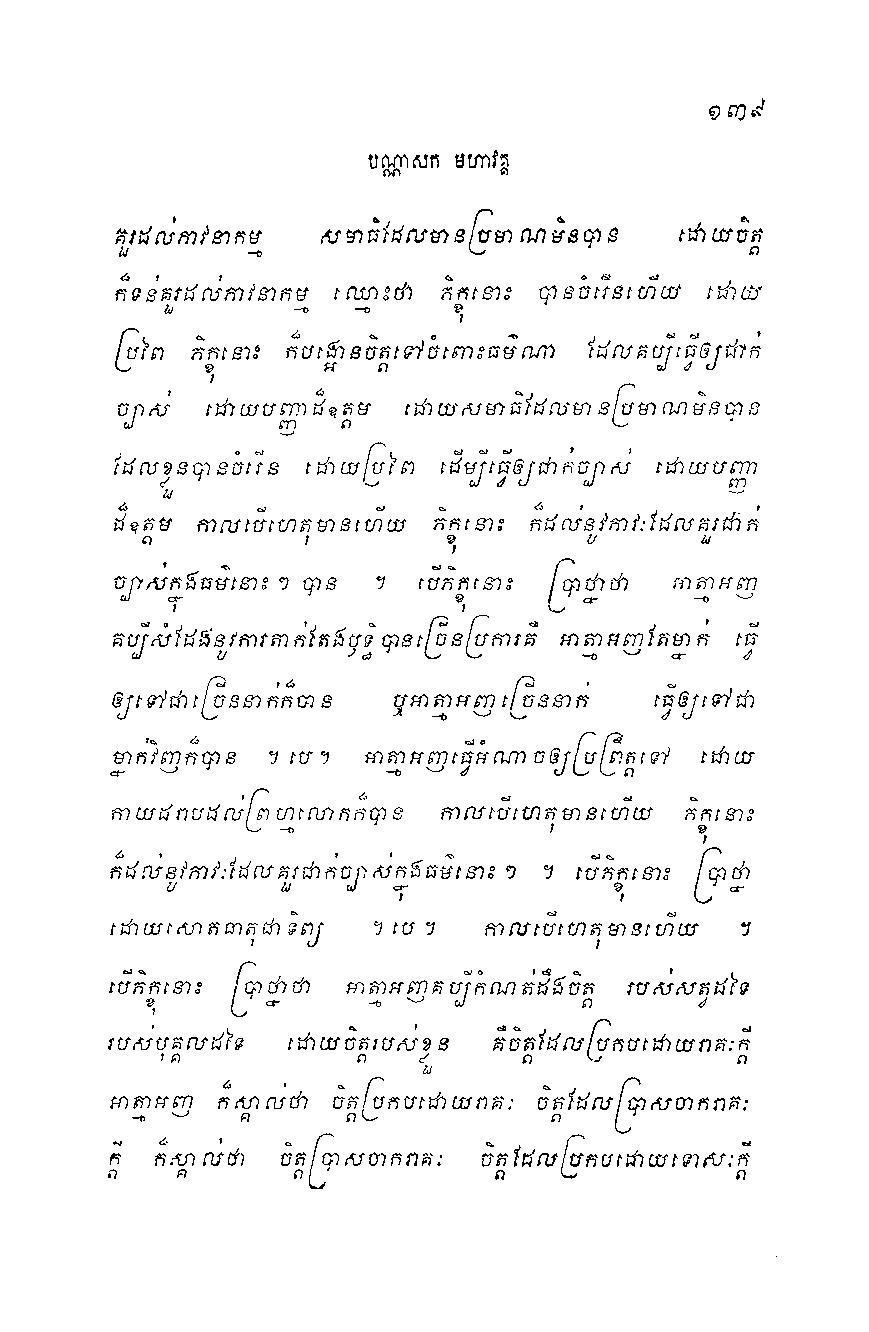 ១៣៩
បណ្ណាសក មហាវគ្គ
គួរដល់ភាវនាកម្ម សមាធិដែលមានប្រមាណមិនបាន ដោយចិត្ត
ក៏ទន់គួរដល់ភាវនាកម្ម ឈ្មោះថា ភិក្ខុនោះ បានចំរើនហើយ ដោយ
ប្រពៃ ភិក្ខុនោះ ក៏បង្អោនចិត្តទៅចំពោះធម៌ណា ដែលគប្បីធ្វើឲ្យជាក់
ច្បាស់ ដោយបញ្ញាដ៏ឧត្តម ដោយសមាធិដែលមានប្រមាណមិនបាន
ដែលខ្លួនបានចំរើន ដោយប្រពៃ ដើម្បីធ្វើឲ្យជាក់ច្បាស់ ដោយបញ្ញា
ដ៏ឧត្តម កាលបើហេតុមានហើយ ភិក្ខុនោះ ក៏ដល់នូវភាវៈដែលគួរជាក់
ច្បាស់ក្នុងធម៌នោះៗ បាន ។ បើភិក្ខុនោះ ប្រាថ្នាថា អាត្មាអញ
គប្បីសំដែងនូវការតាក់តែងឫទ្ធិបានច្រើនប្រការគឺ អាត្មាអញតែម្នាក់ ធ្វើ
ឲ្យទៅជាច្រើននាក់ក៏បាន ឬអាត្មាអញច្រើននាក់ ធ្វើឲ្យទៅជា
ម្នាក់វិញក៏បាន ។ បេ ។ អាត្មាអញធ្វើអំណាចឲ្យប្រព្រឹត្តទៅ ដោយ
កាយដរាបដល់ព្រហ្មលោកក៏បាន កាលបើហេតុមានហើយ ភិក្ខុនោះ
ក៏ដល់នូវភាវៈដែលគួរជាក់ច្បាស់ក្នុងធម៌នោះៗ ។ បើភិក្ខុនោះ ប្រាថ្នា
ដោយសោតធាតុជាទិព្យ ។ បេ ។ កាលបើហេតុមានហើយ ។
បើភិក្ខុនោះ ប្រាថ្នាថា អាត្មាអញគប្បីកំណត់ដឹងចិត្ត របស់សត្វដទៃ
របស់បុគ្គលដទៃ ដោយចិត្តរបស់ខ្លួន គឺចិត្តដែលប្រកបដោយរាគៈក្តី
អាត្មាអញ ក៏ស្គាល់ថា ចិត្តប្រកបដោយរាគៈ ចិត្តដែលប្រាសចាករាគៈ
ក្តី ក៏ស្គាល់ថា ចិត្តប្រាសចាករាគៈ ចិត្តដែលប្រកបដោយទោសៈក្តី